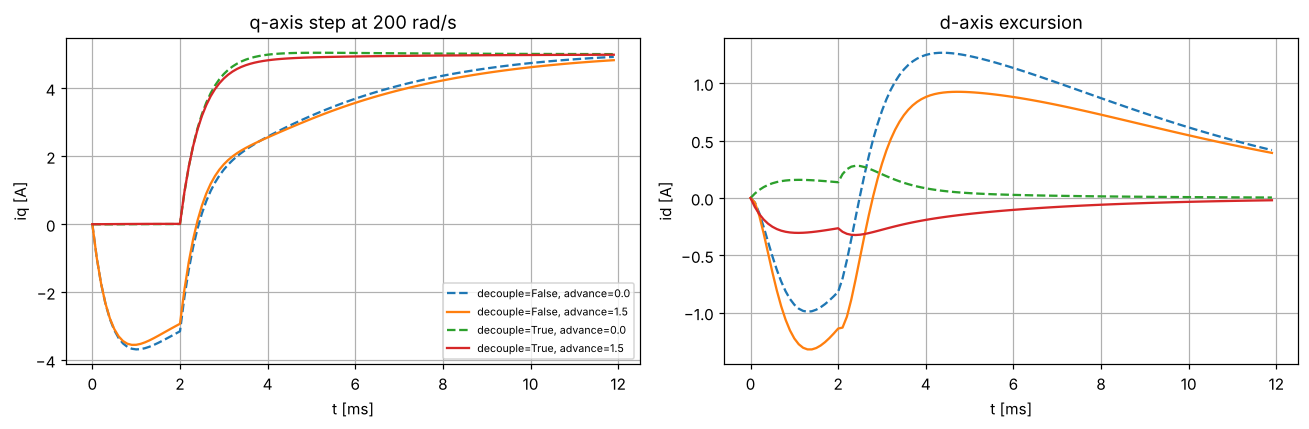 q-axis step at 200 rad/s
iq [A]
4
2
0
−2
−4
0
2
4
6
8
10
12
t [ms]
decouple=False, advance=0.0
decouple=False, advance=1.5
decouple=True, advance=0.0
decouple=True, advance=1.5
d-axis excursion
id [A]
1.0
0.5
0.0
−0.5
−1.0
0
2
4
6
8
10
12
t [ms]